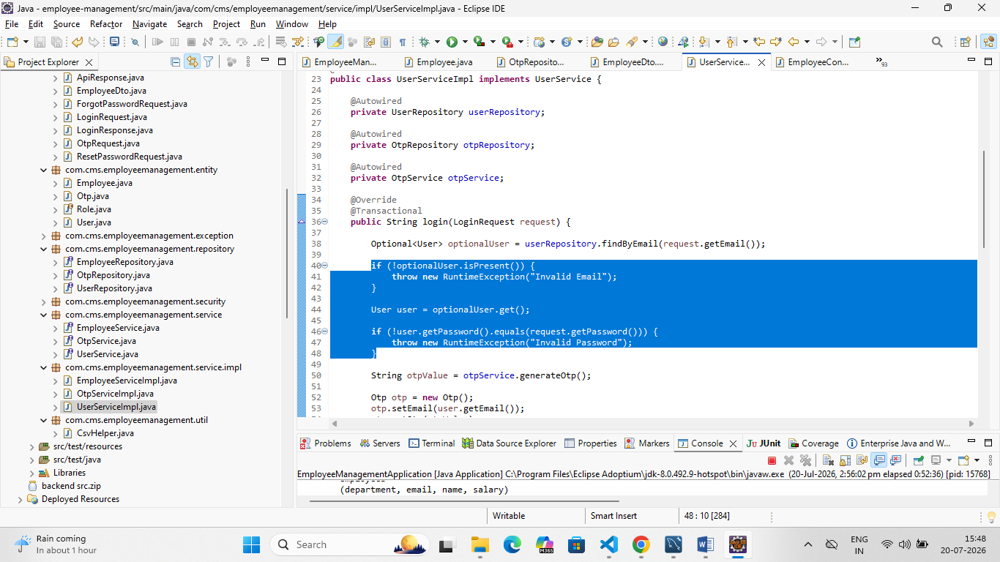 Java - employee-management/src/main/java/com/cms/employeemanagement/service/impl/UserServiceImpl.java - Eclipse IDE
File Edit Source Refactor Navigate Search Project Run Window Help
Project Explorer
EmployeeMan... Employee.java OtpReposito... EmployeeDto.... UserService... EmployeeCon... »93
ApiResponse.java
EmployeeDto.java
ForgotPasswordRequest.java
LoginRequest.java
LoginResponse.java
OtpRequest.java
ResetPasswordRequest.java
com.cms.employeemanagement.entity
Employee.java
Otp.java
Role.java
User.java
com.cms.employeemanagement.exception
com.cms.employeemanagement.repository
EmployeeRepository.java
OtpRepository.java
UserRepository.java
com.cms.employeemanagement.security
com.cms.employeemanagement.service
EmployeeService.java
OtpService.java
UserService.java
com.cms.employeemanagement.service.impl
EmployeeServiceImpl.java
OtpServiceImpl.java
UserServiceImpl.java
com.cms.employeemanagement.util
CsvHelper.java
src/test/resources
src/test/java
Libraries
backend src.zip
Deployed Resources
23 public class UserServiceImpl implements UserService {
24
25 @Autowired
26 private UserRepository userRepository;
27
28 @Autowired
29 private OtpRepository otpRepository;
30
31 @Autowired
32 private OtpService otpService;
33
34 @Override
35 @Transactional
36 public String login(LoginRequest request) {
37
38 Optional<User> optionalUser = userRepository.findByEmail(request.getEmail());
39
40 if (!optionalUser.isPresent()) {
41 throw new RuntimeException("Invalid Email");
42 }
43
44 User user = optionalUser.get();
45
46 if (!user.getPassword().equals(request.getPassword())) {
47 throw new RuntimeException("Invalid Password");
48 }
49
50 String otpValue = otpService.generateOtp();
51
52 Otp otp = new Otp();
53 otp.setEmail(user.getEmail());
Problems Servers Terminal Data Source Explorer Properties Markers Console JUnit Coverage Enterprise Java and W...
EmployeeManagementApplication [Java Application] C:\Program Files\Eclipse Adoptium\jdk-8.0.492.9-hotspot\bin\javaw.exe (20-Jul-2026, 2:56:02 pm elapsed 0:52:36) [pid: 15768]
employees
(department, email, name, salary)
Writable Smart Insert 48 : 10 [284]
Rain coming
In about 1 hour
Search
M365
ENG
IN
15:48
20-07-2026